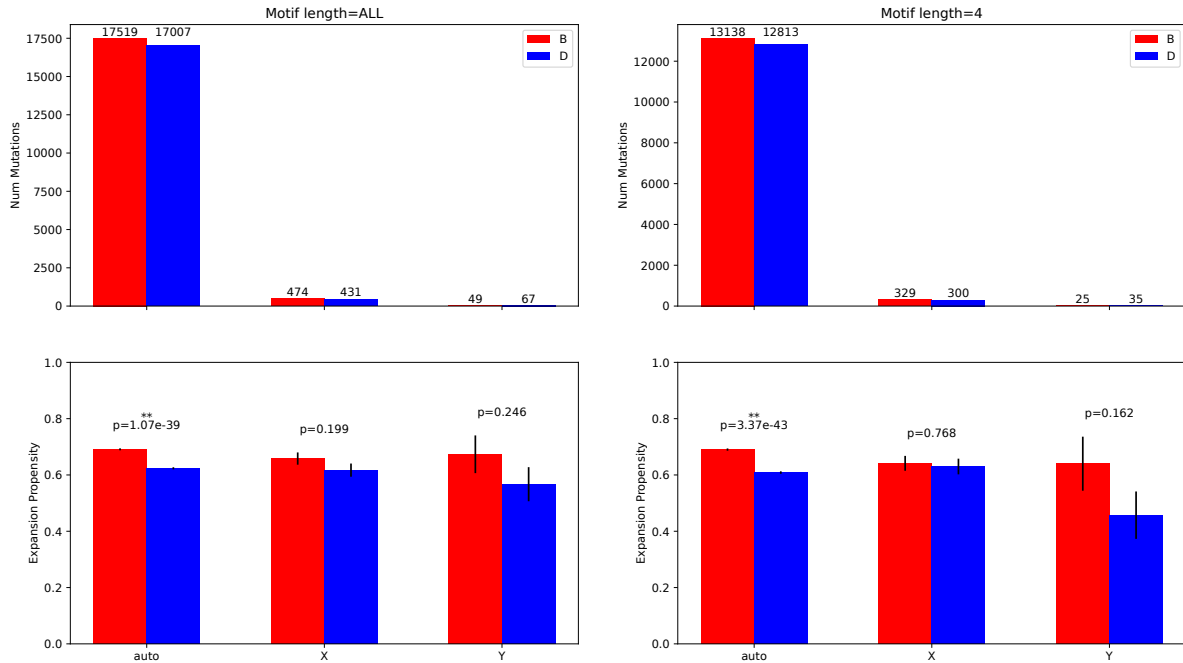 Motif length=ALL
Motif length=4
17519 17007
B
D
17500
15000
12500
10000
7500
5000
2500
0
Num Mutations
474 431
49 67
13138 12813
B
D
12000
10000
8000
6000
4000
2000
0
Num Mutations
329 300
25 35
1.0
0.8
0.6
0.4
0.2
0.0
Expansion Propensity
**
p=1.07e-39
p=0.199
p=0.246
auto X Y
1.0
0.8
0.6
0.4
0.2
0.0
Expansion Propensity
**
p=3.37e-43
p=0.768
p=0.162
auto X Y